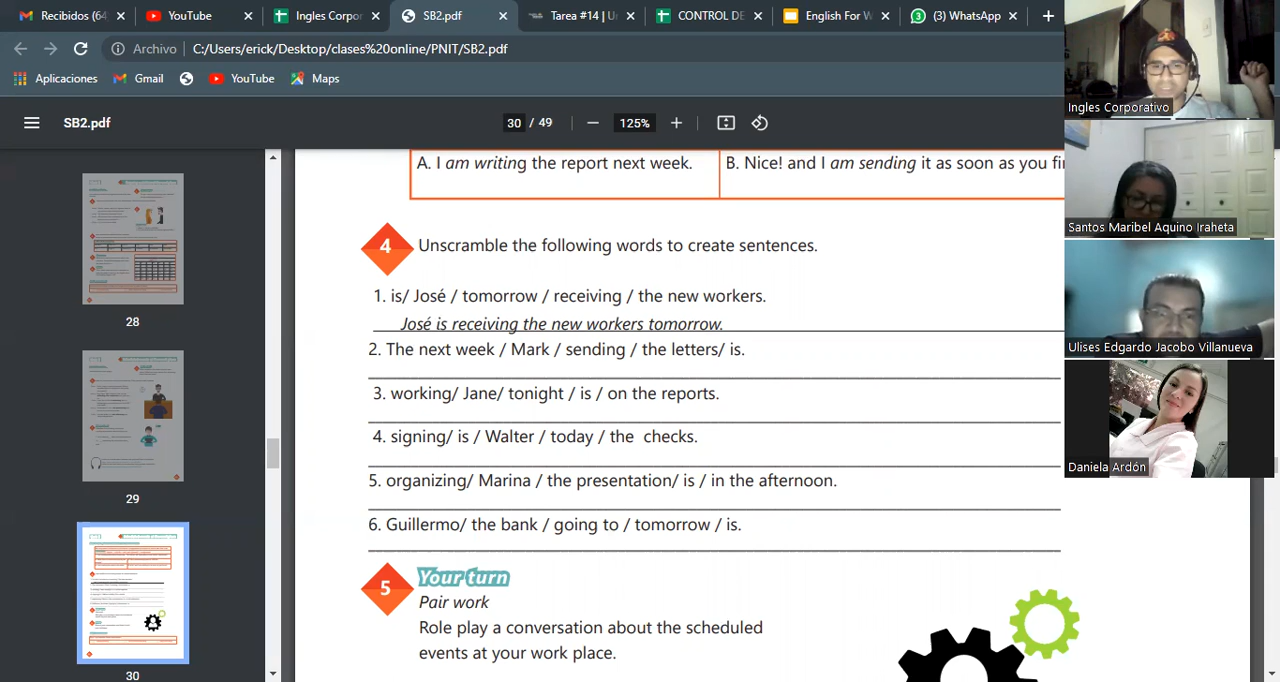 Recibidos (64
YouTube
Ingles Corpor
SB2.pdf
Tarea #14 | U
CONTROL DE
English For W
(3) WhatsApp
Archivo
C:/Users/erick/Desktop/clases%20online/PNIT/SB2.pdf
Aplicaciones
Gmail
YouTube
Maps
SB2.pdf
30 / 49
125%
Ingles Corporativo
Santos Maribel Aquino Iraheta
Ulises Edgardo Jacobo Villanueva
Daniela Ardón
28
29
30
A. I am writing the report next week.
B. Nice! and I am sending it as soon as you fi
4 Unscramble the following words to create sentences.
1. is/ José / tomorrow / receiving / the new workers.
José is receiving the new workers tomorrow.
2. The next week / Mark / sending / the letters/ is.
3. working/ Jane/ tonight / is / on the reports.
4. signing/ is / Walter / today / the checks.
5. organizing/ Marina / the presentation/ is / in the afternoon.
6. Guillermo/ the bank / going to / tomorrow / is.
5 Your turn
Pair work
Role play a conversation about the scheduled
events at your work place.